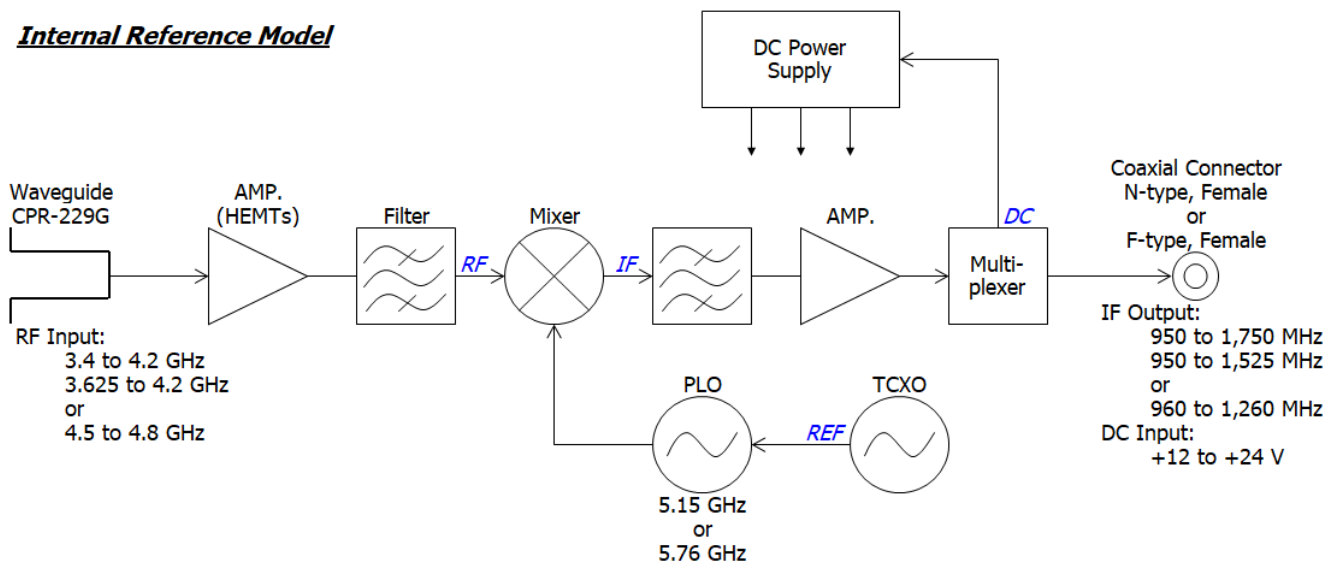 Internal Reference Model
DC Power
Supply
Waveguide
CPR-229G
AMP.
(HEMTs)
Filter
Mixer
AMP.
DC
Coaxial Connector
N-type, Female
or
F-type, Female
RF
IF
Multi-
plexer
RF Input:
3.4 to 4.2 GHz
3.625 to 4.2 GHz
or
4.5 to 4.8 GHz
IF Output:
950 to 1,750 MHz
950 to 1,525 MHz
or
960 to 1,260 MHz
DC Input:
+12 to +24 V
PLO
TCXO
REF
5.15 GHz
or
5.76 GHz